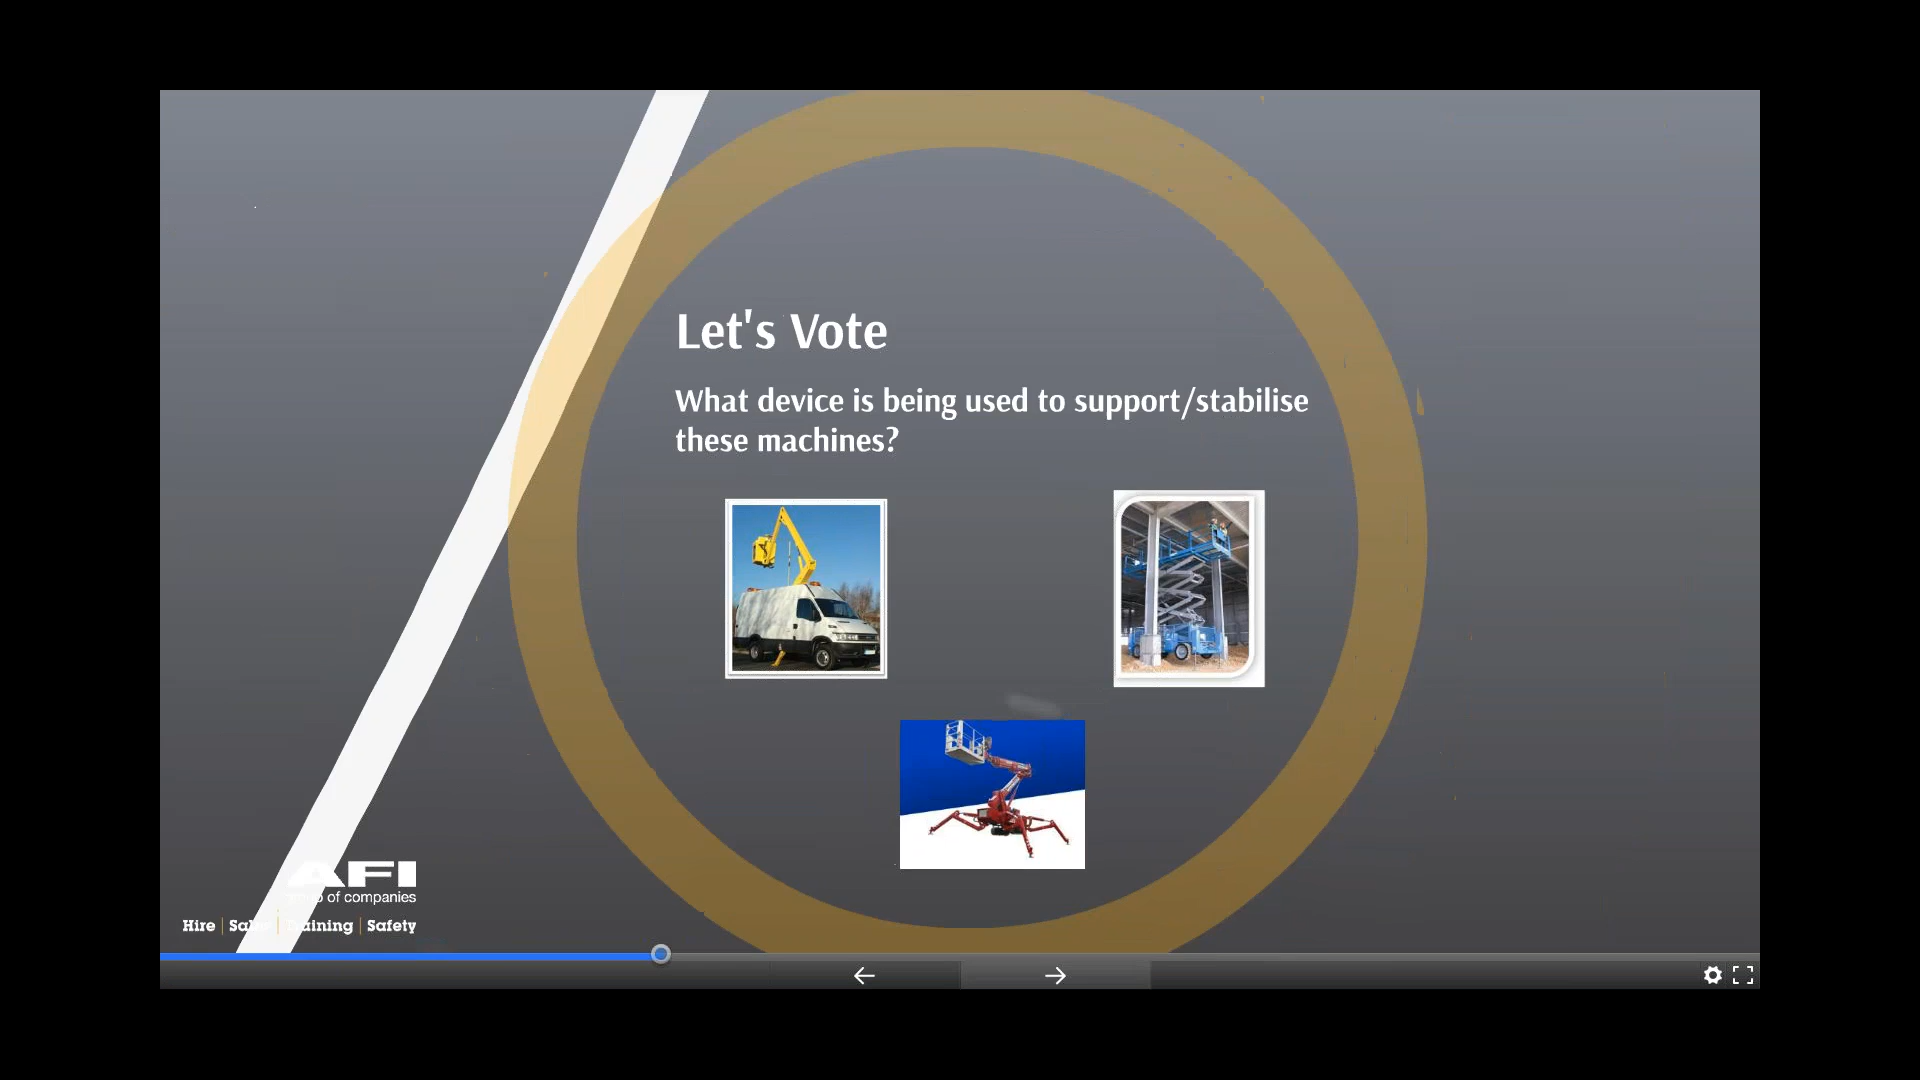 Let's Vote
What device is being used to support/stabilise
these machines?
AFI
of companies
Hire | | Safety